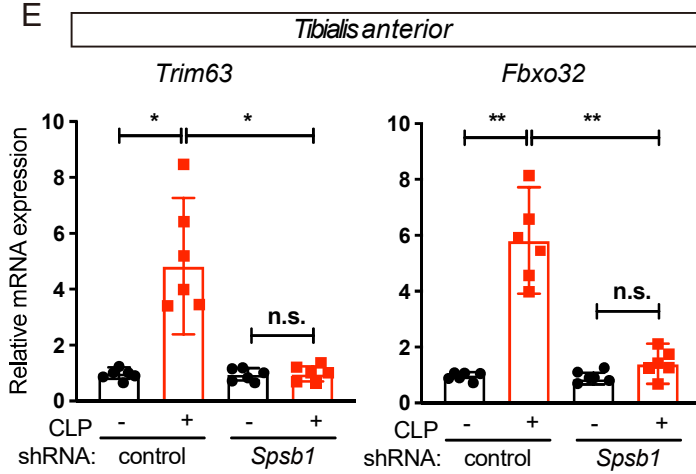 E
Tibialis anterior
Trim63
Fbxo32
Relative mRNA expression
10
8
6
4
2
0
*
*
n.s.
10
8
6
4
2
0
**
**
n.s.
CLP - + - + - + - +
shRNA: control Spsb1 shRNA: control Spsb1